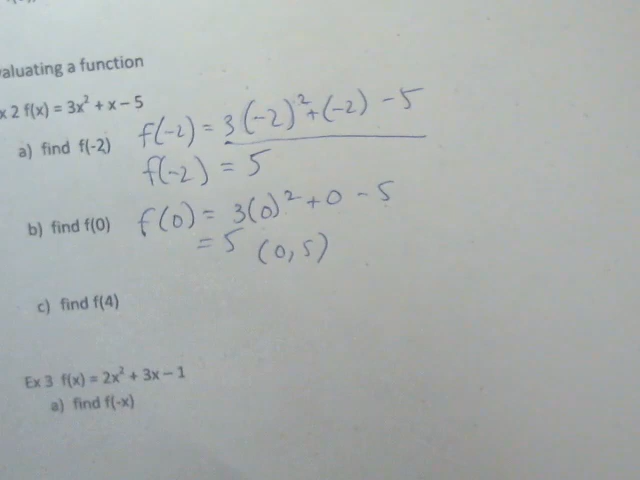 valuating a function
x 2 f(x) = 3x² + x – 5
a) find f(-2) f(-2) = 3(-2)²+(-2) -5
f(-2) = 5
b) find f(0) f(0) = 3(0)²+0 -5
= 5 (0,5)
c) find f(4)
Ex 3 f(x) = 2x² + 3x – 1
a) find f(-x)